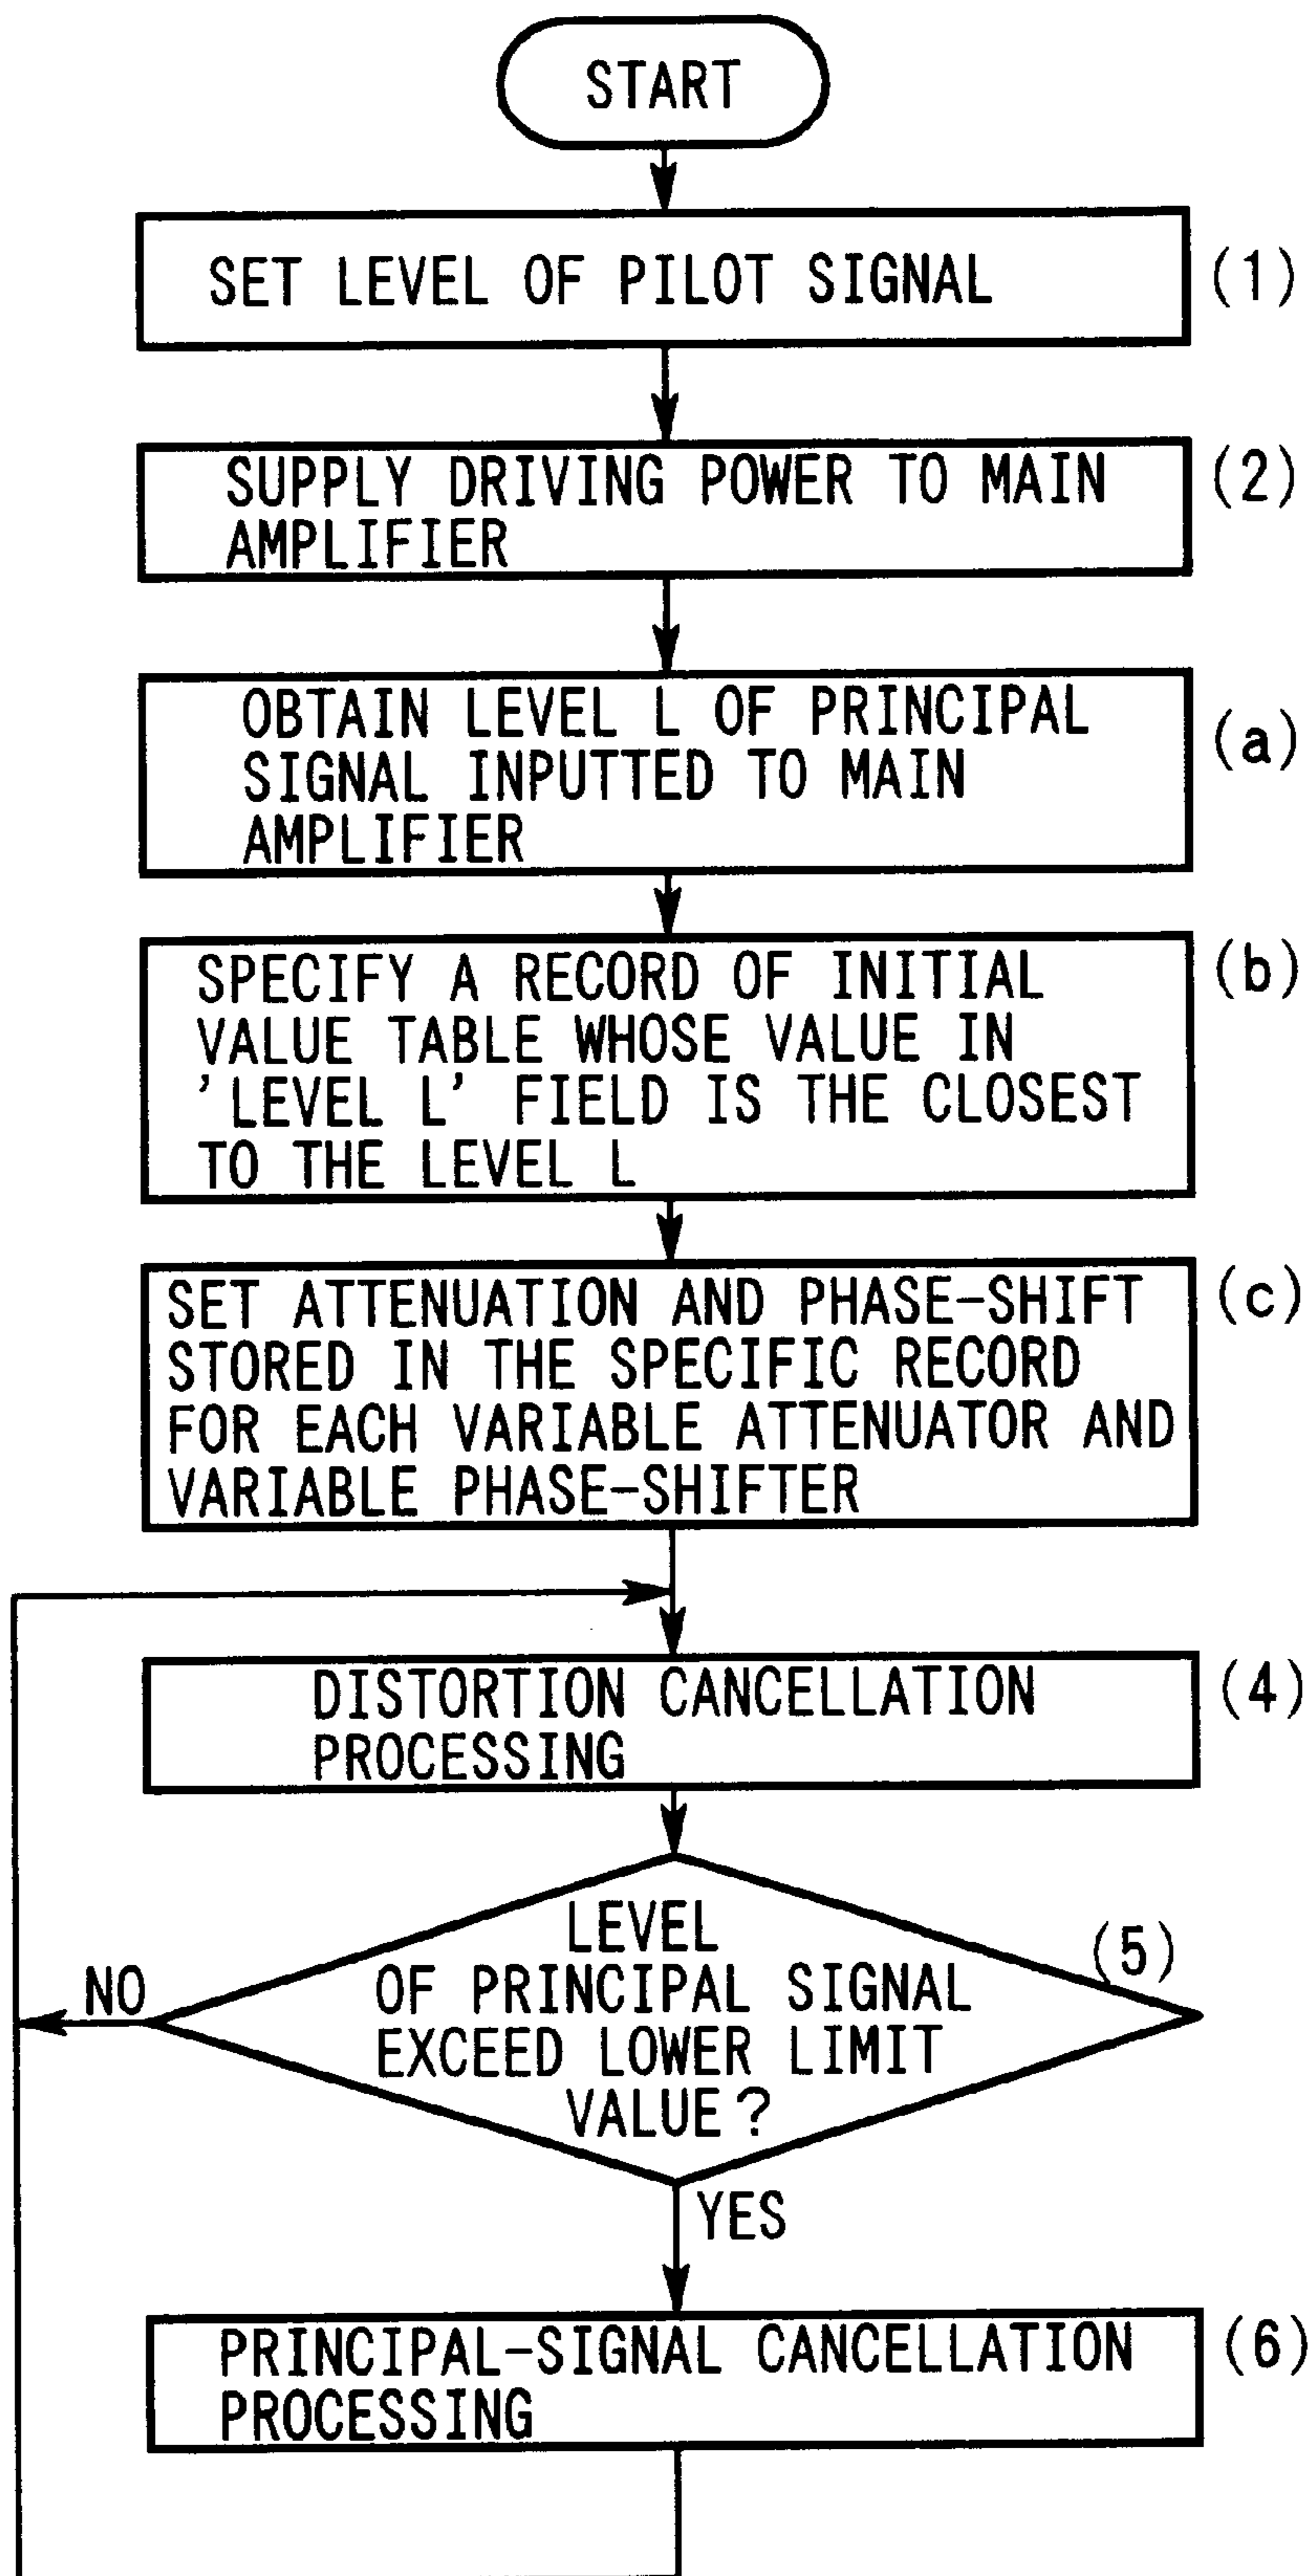 START
SET LEVEL OF PILOT SIGNAL
(1)
SUPPLY DRIVING POWER TO MAIN
AMPLIFIER
(2)
OBTAIN LEVEL L OF PRINCIPAL
SIGNAL INPUTTED TO MAIN
AMPLIFIER
(a)
SPECIFY A RECORD OF INITIAL
VALUE TABLE WHOSE VALUE IN
'LEVEL L' FIELD IS THE CLOSEST
TO THE LEVEL L
(b)
SET ATTENUATION AND PHASE-SHIFT
STORED IN THE SPECIFIC RECORD
FOR EACH VARIABLE ATTENUATOR AND
VARIABLE PHASE-SHIFTER
(c)
DISTORTION CANCELLATION
PROCESSING
(4)
LEVEL
OF PRINCIPAL SIGNAL
EXCEED LOWER LIMIT
VALUE?
(5)
NO
YES
PRINCIPAL-SIGNAL CANCELLATION
PROCESSING
(6)